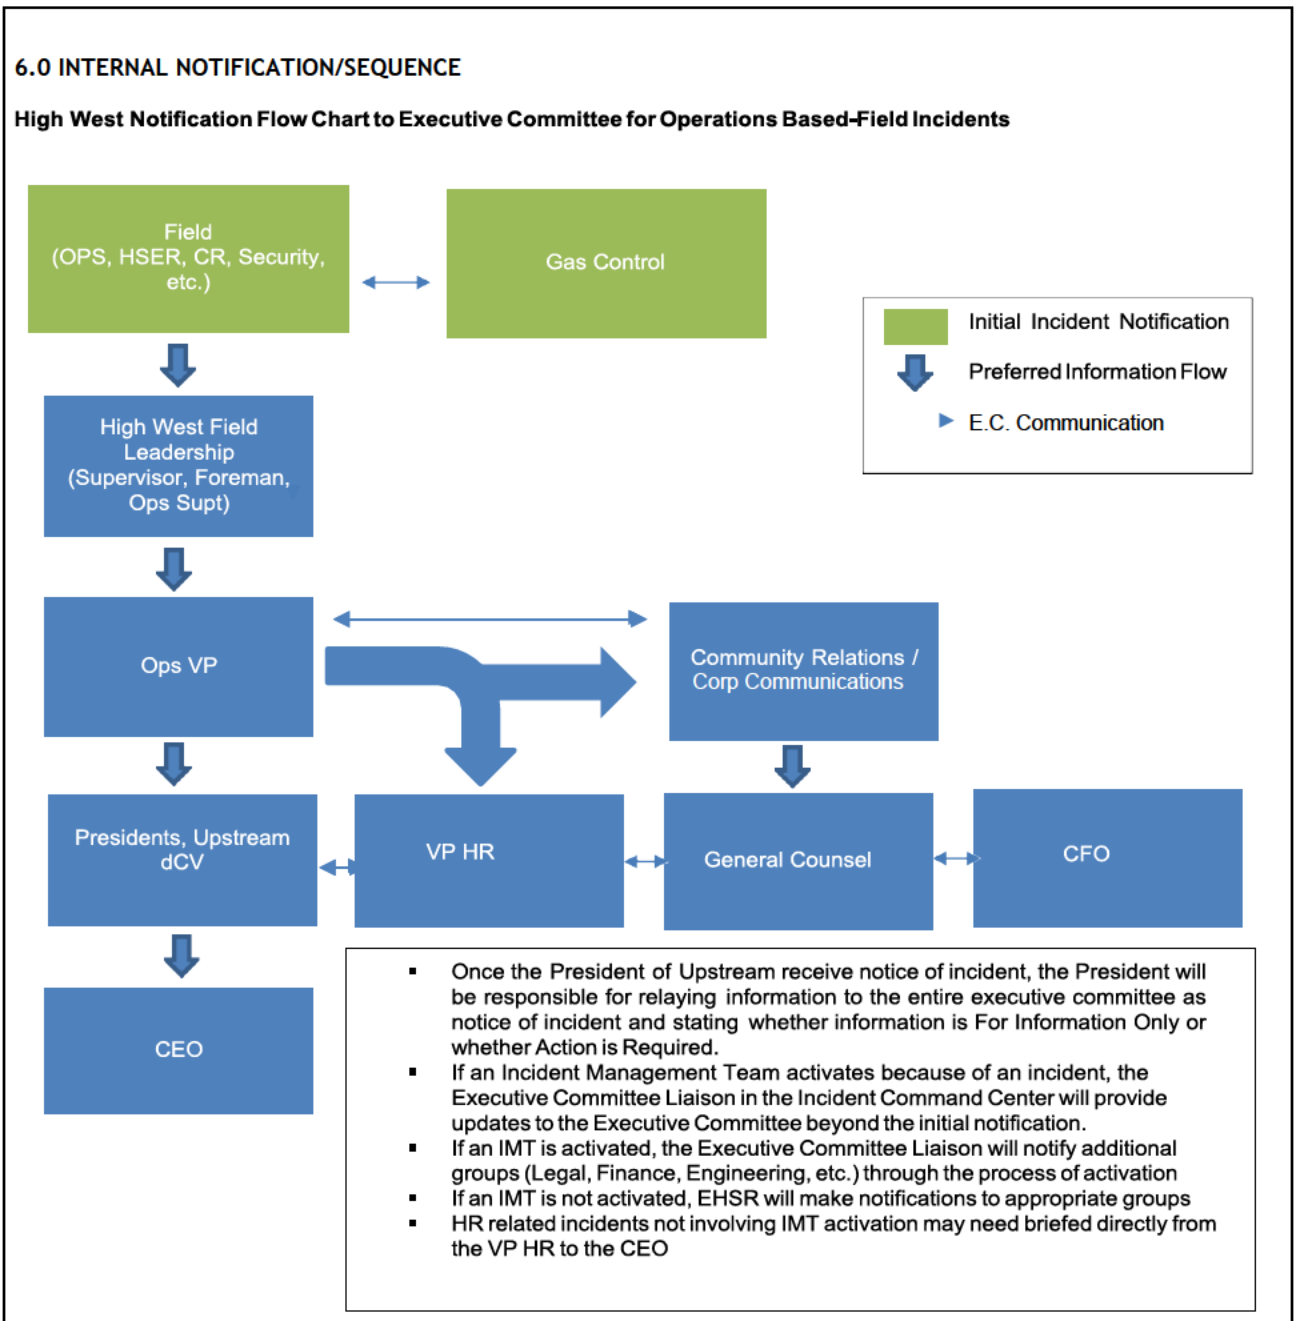 6.0 INTERNAL NOTIFICATION/SEQUENCE
High West Notification Flow Chart to Executive Committee for Operations Based-Field Incidents
Field
(OPS, HSER, CR, Security,
etc.)
Gas Control
Initial Incident Notification
Preferred Information Flow
E.C. Communication
High West Field
Leadership
(Supervisor, Foreman,
Ops Supt)
Ops VP
Community Relations /
Corp Communications
Presidents, Upstream
dCV
VP HR
General Counsel
CFO
CEO
▪ Once the President of Upstream receive notice of incident, the President will
be responsible for relaying information to the entire executive committee as
notice of incident and stating whether information is For Information Only or
whether Action is Required.
▪ If an Incident Management Team activates because of an incident, the
Executive Committee Liaison in the Incident Command Center will provide
updates to the Executive Committee beyond the initial notification.
▪ If an IMT is activated, the Executive Committee Liaison will notify additional
groups (Legal, Finance, Engineering, etc.) through the process of activation
▪ If an IMT is not activated, EHSR will make notifications to appropriate groups
▪ HR related incidents not involving IMT activation may need briefed directly from
the VP HR to the CEO